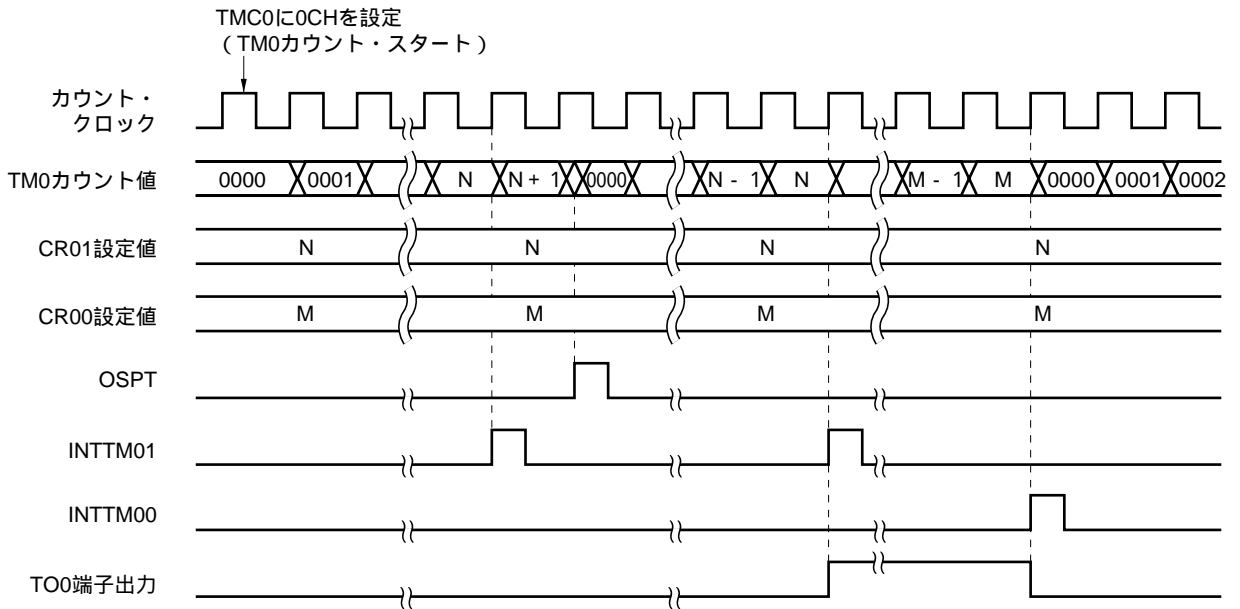 TMC0に0CHを設定
（TM0カウント・スタート）
カウント・
クロック
TM0カウント値 0000 0001 N N + 1 0000 N - 1 N M - 1 M 0000 0001 0002
CR01設定値 N N N N
CR00設定値 M M M M
OSPT
INTTM01
INTTM00
TO0端子出力